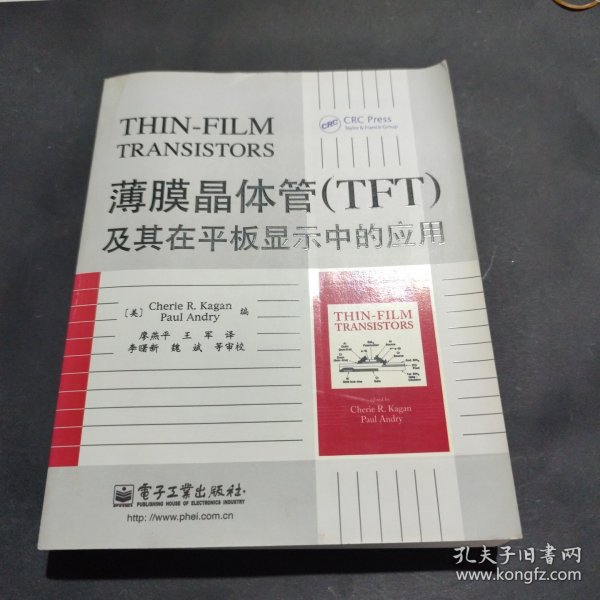 THIN-FILM
TRANSISTORS
CRC
CRC Press
Taylor & Francis Group
薄膜晶体管(TFT)
及其在平板显示中的应用
[美] Cherie R. Kagan
Paul Andry 编
廖燕平 王 军 译
李曙新 魏 斌 等审校
THIN-FILM
TRANSISTORS
edited by
Cherie R. Kagan
Paul Andry
電子工業出版社
PUBLISHING HOUSE OF ELECTRONICS INDUSTRY
http://www.phei.com.cn
孔夫子旧书网
www.kongfz.com